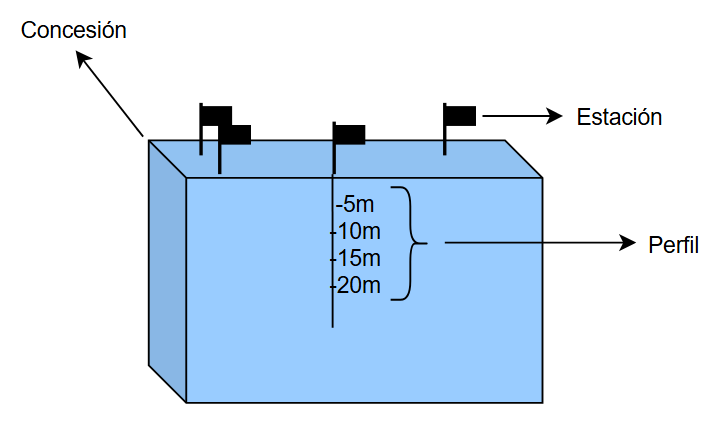 Concesión
Estación
-5m
-10m
-15m
-20m
Perfil